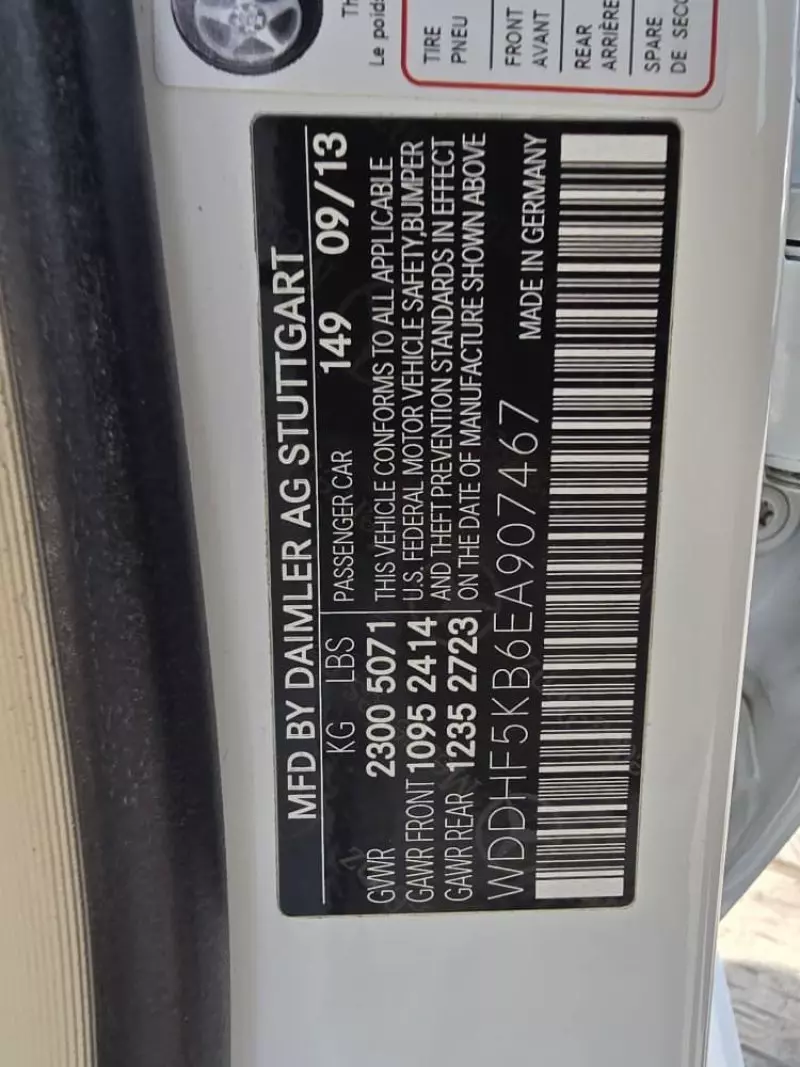 Th
Le poids
TIRE
PNEU
FRONT
AVANT
REAR
ARRIÈRE
SPARE
DE SECO
MFD BY DAIMLER AG STUTTGART
KG LBS PASSENGER CAR 149 09/13
GVWR 2300 5071 THIS VEHICLE CONFORMS TO ALL APPLICABLE
GAWR FRONT 1095 2414 U.S. FEDERAL MOTOR VEHICLE SAFETY,BUMPER
AND THEFT PREVENTION STANDARDS IN EFFECT
GAWR REAR 1235 2723 ON THE DATE OF MANUFACTURE SHOWN ABOVE
WDDHF5KB6EA907467 MADE IN GERMANY